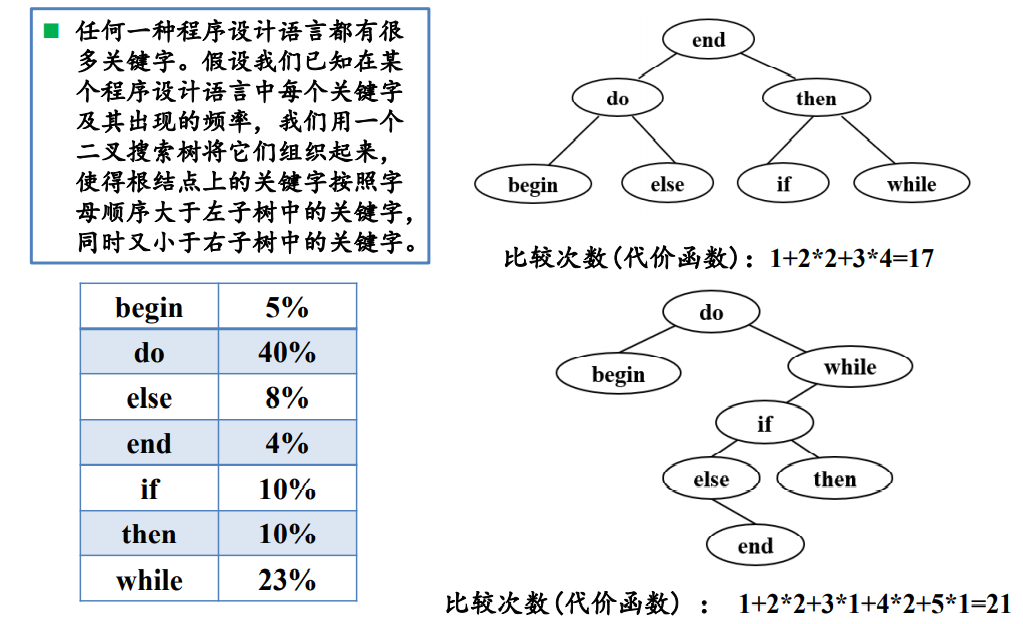 任何一种程序设计语言都有很
多关键字。假设我们已知在某
个程序设计语言中每个关键字
及其出现的频率，我们用一个
二叉搜索树将它们组织起来，
使得根结点上的关键字按照字
母顺序大于左子树中的关键字，
同时又小于右子树中的关键字。
begin 5%
do 40%
else 8%
end 4%
if 10%
then 10%
while 23%
end
do then
begin else if while
比较次数(代价函数)：1+2*2+3*4=17
do
begin while
if
else then
end
比较次数(代价函数) ： 1+2*2+3*1+4*2+5*1=21